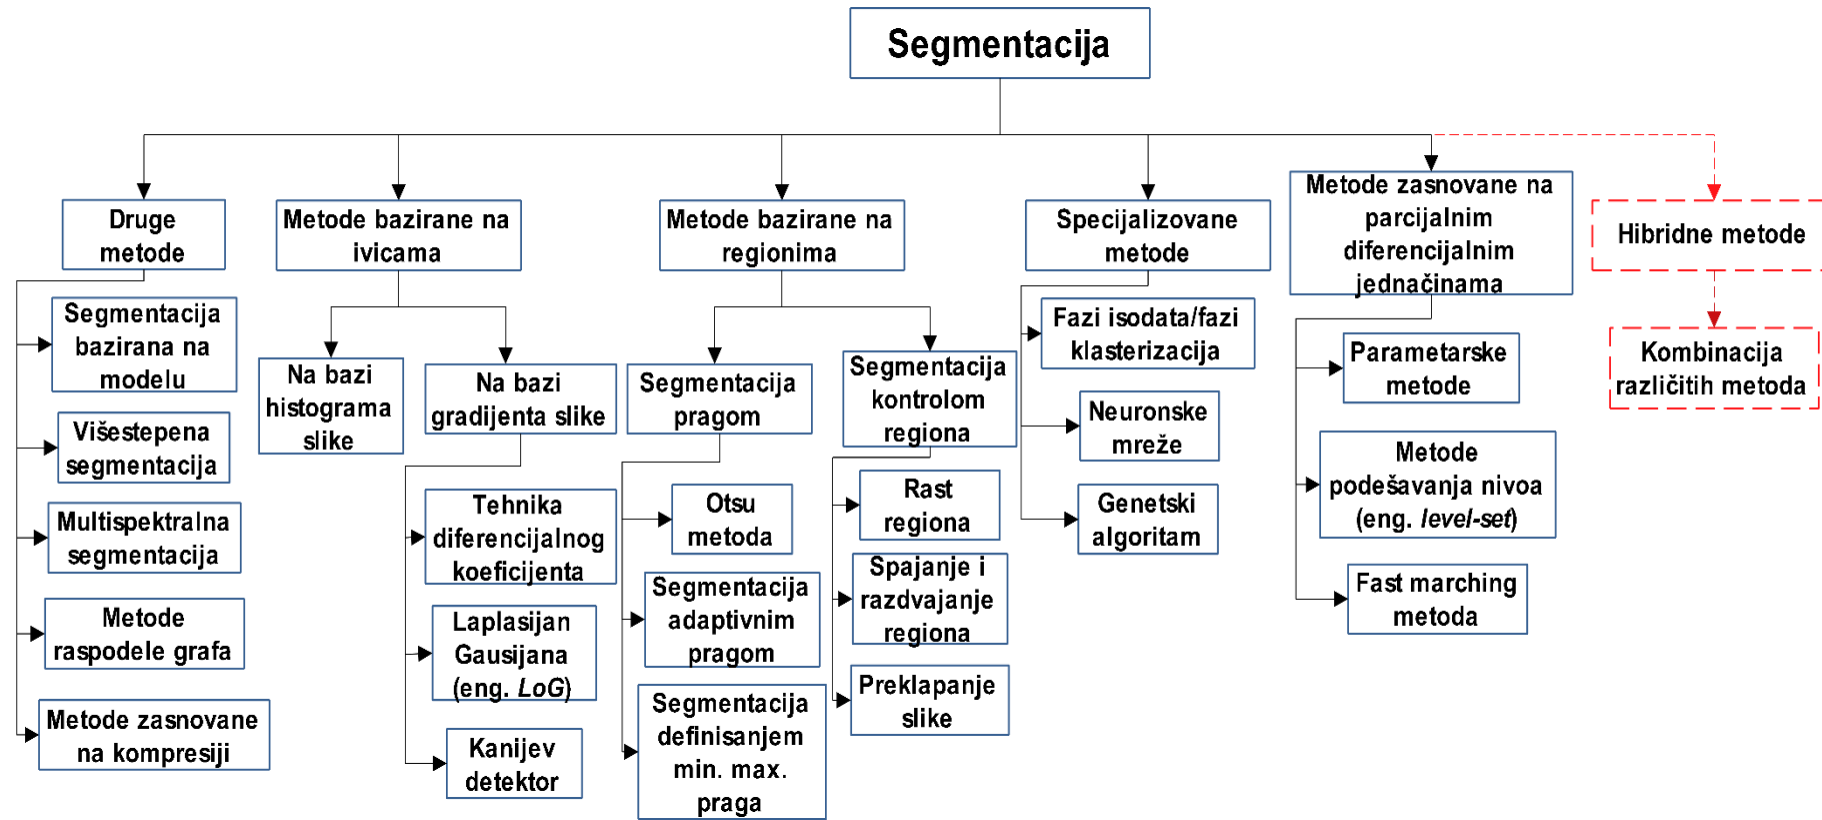 Segmentacija
Druge
metode
Segmentacija
bazirana na
modelu
Višestepena
segmentacija
Multispektralna
segmentacija
Metode
raspodele grafa
Metode zasnovane
na kompresiji
Metode bazirane na
ivicama
Na bazi
histograma
slike
Na bazi
gradijenta slike
Tehnika
diferencijalnog
koeficijenta
Laplasijan
Gausijana
(eng. LoG)
Kanijev
detektor
Metode bazirane na
regionima
Segmentacija
pragom
Otsu
metoda
Segmentacija
adaptivnim
pragom
Segmentacija
definisanjem
min. max.
praga
Segmentacija
kontrolom
regiona
Rast
regiona
Spajanje i
razdvajanje
regiona
Preklapanje
slike
Specijalizovane
metode
Fazi isodata/fazi
klasterizacija
Neuronske
mreže
Genetski
algoritam
Metode zasnovane na
parcijalnim
diferencijalnim
jednačinama
Parametarske
metode
Metode
podešavanja nivoa
(eng. level-set)
Fast marching
metoda
Hibridne metode
Kombinacija
različitih metoda